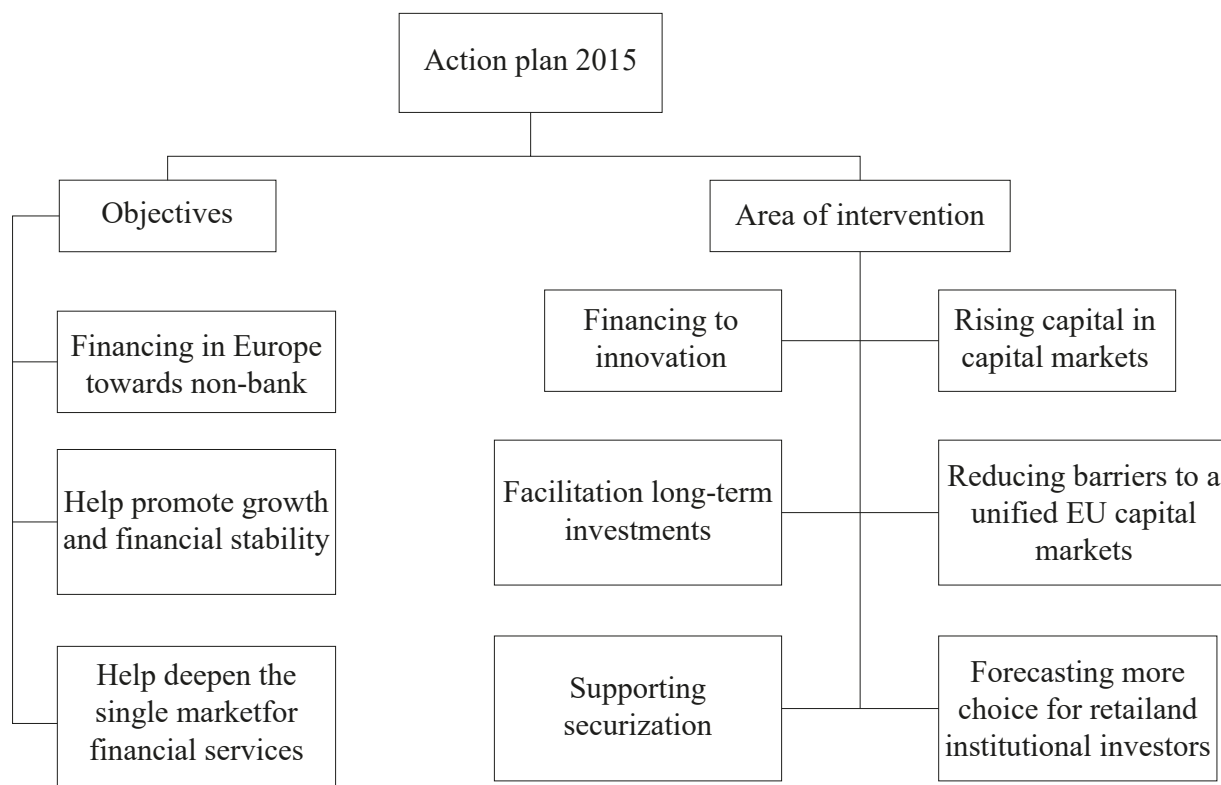 Action plan 2015
Objectives
Area of intervention
Financing in Europe
towards non-bank
Help promote growth
and financial stability
Help deepen the
single marketfor
financial services
Financing to
innovation
Rising capital in
capital markets
Facilitation long-term
investments
Reducing barriers to a
unified EU capital
markets
Supporting
securization
Forecasting more
choice for retailand
institutional investors